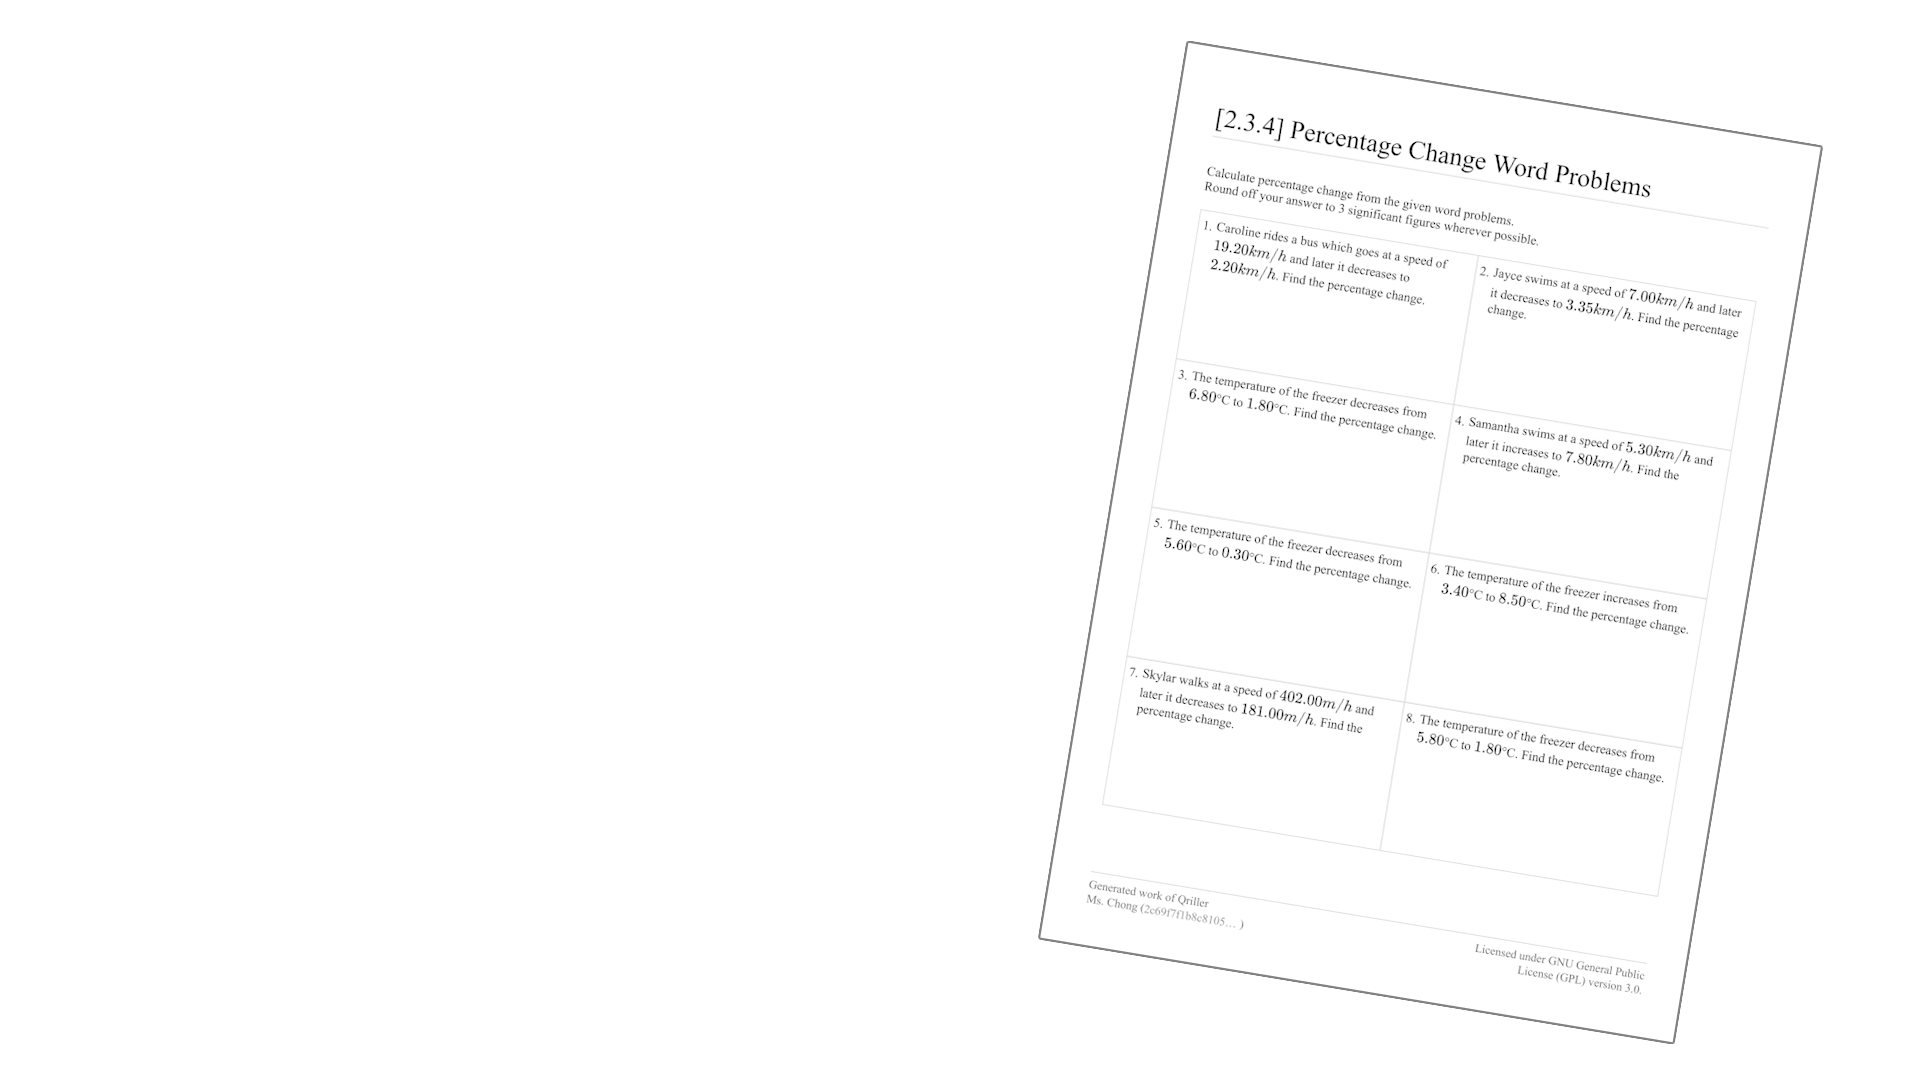 [2.3.4] Percentage Change Word Problems
Calculate percentage change from the given word problems.
Round off your answer to 3 significant figures wherever possible.
1. Caroline rides a bus which goes at a speed of
19.20km/h and later it decreases to
2.20km/h. Find the percentage change.
2. Jayce swims at a speed of 7.00km/h and later
it decreases to 3.35km/h. Find the percentage
change.
3. The temperature of the freezer decreases from
6.80°C to 1.80°C. Find the percentage change.
4. Samantha swims at a speed of 5.30km/h and
later it increases to 7.80km/h. Find the
percentage change.
5. The temperature of the freezer decreases from
5.60°C to 0.30°C. Find the percentage change.
6. The temperature of the freezer increases from
3.40°C to 8.50°C. Find the percentage change.
7. Skylar walks at a speed of 402.00m/h and
later it decreases to 181.00m/h. Find the
percentage change.
8. The temperature of the freezer decreases from
5.80°C to 1.80°C. Find the percentage change.
Generated work of Qriller
Ms. Chong (2c69f7f1b8c8105... )
Licensed under GNU General Public
License (GPL) version 3.0.